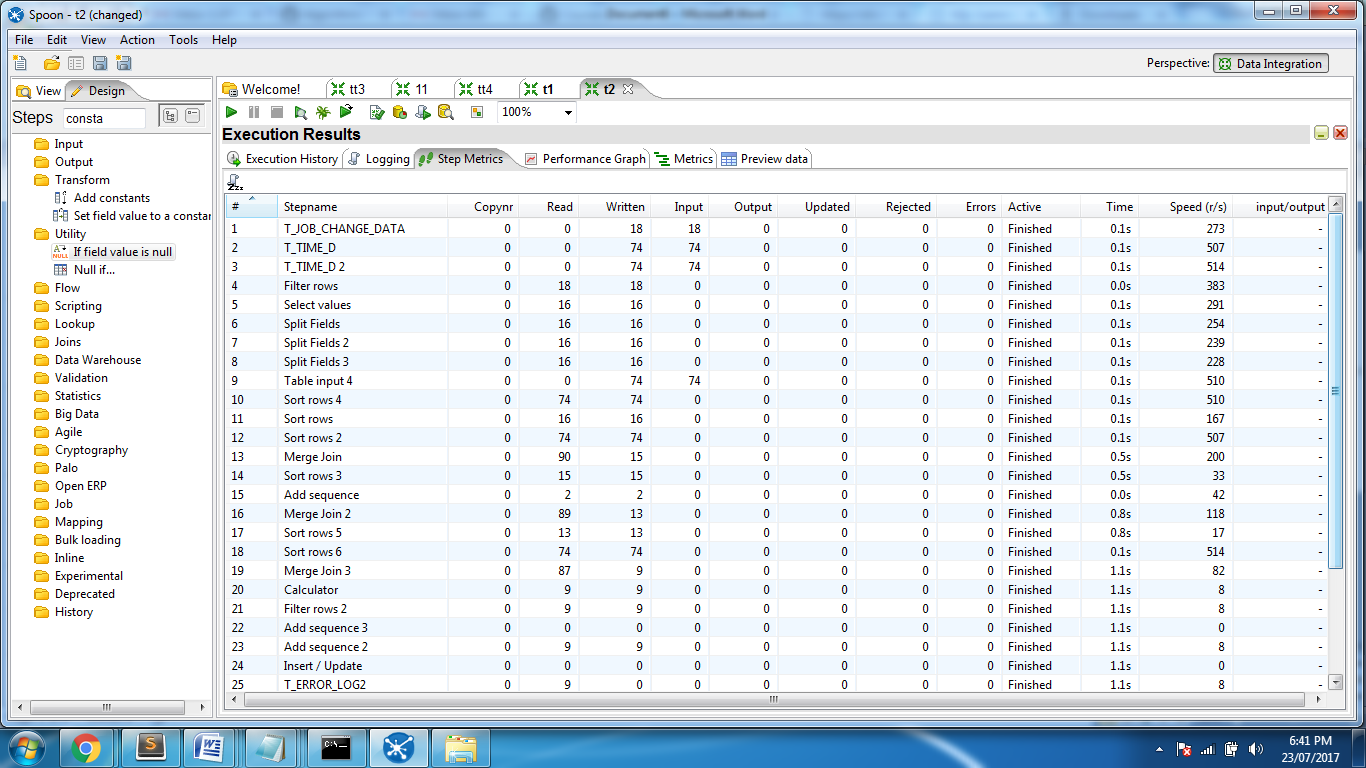 Spoon - t2 (changed)
File Edit View Action Tools Help
Perspective: Data Integration
View Design
Welcome! tt3 11 tt4 t1 t2
Steps consta
100%
Execution Results
Execution History Logging Step Metrics Performance Graph Metrics Preview data
Input
Output
Transform
Add constants
Set field value to a constar
Utility
If field value is null
Null if...
Flow
Scripting
Lookup
Joins
Data Warehouse
Validation
Statistics
Big Data
Agile
Cryptography
Palo
Open ERP
Job
Mapping
Bulk loading
Inline
Experimental
Deprecated
History
# Stepname Copynr Read Written Input Output Updated Rejected Errors Active Time Speed (r/s) input/output
1 T_JOB_CHANGE_DATA 0 0 18 18 0 0 0 0 Finished 0.1s 273 -
2 T_TIME_D 0 0 74 74 0 0 0 0 Finished 0.1s 507 -
3 T_TIME_D 2 0 0 74 74 0 0 0 0 Finished 0.1s 514 -
4 Filter rows 0 18 18 0 0 0 0 0 Finished 0.0s 383 -
5 Select values 0 16 16 0 0 0 0 0 Finished 0.1s 291 -
6 Split Fields 0 16 16 0 0 0 0 0 Finished 0.1s 254 -
7 Split Fields 2 0 16 16 0 0 0 0 0 Finished 0.1s 239 -
8 Split Fields 3 0 16 16 0 0 0 0 0 Finished 0.1s 228 -
9 Table input 4 0 0 74 74 0 0 0 0 Finished 0.1s 510 -
10 Sort rows 4 0 74 74 0 0 0 0 0 Finished 0.1s 510 -
11 Sort rows 0 16 16 0 0 0 0 0 Finished 0.1s 167 -
12 Sort rows 2 0 74 74 0 0 0 0 0 Finished 0.1s 507 -
13 Merge Join 0 90 15 0 0 0 0 0 Finished 0.5s 200 -
14 Sort rows 3 0 15 15 0 0 0 0 0 Finished 0.5s 33 -
15 Add sequence 0 2 2 0 0 0 0 0 Finished 0.0s 42 -
16 Merge Join 2 0 89 13 0 0 0 0 0 Finished 0.8s 118 -
17 Sort rows 5 0 13 13 0 0 0 0 0 Finished 0.8s 17 -
18 Sort rows 6 0 74 74 0 0 0 0 0 Finished 0.1s 514 -
19 Merge Join 3 0 87 9 0 0 0 0 0 Finished 1.1s 82 -
20 Calculator 0 9 9 0 0 0 0 0 Finished 1.1s 8 -
21 Filter rows 2 0 9 9 0 0 0 0 0 Finished 1.1s 8 -
22 Add sequence 3 0 0 0 0 0 0 0 0 Finished 1.1s 0 -
23 Add sequence 2 0 9 9 0 0 0 0 0 Finished 1.1s 8 -
24 Insert / Update 0 0 0 0 0 0 0 0 Finished 1.1s 0 -
25 T_ERROR_LOG2 0 9 0 0 0 0 0 0 Finished 1.1s 8 -
6:41 PM
23/07/2017